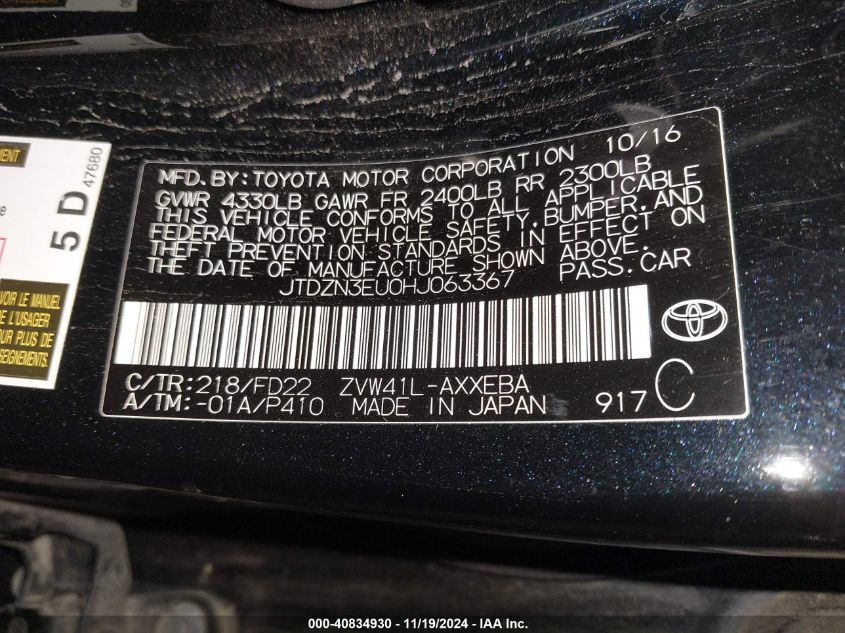 MENT
5 D
47680
OIR LE MANUEL
L'USAGER
UR PLUS DE
SEIGNEMENTS.
MFD.BY:TOYOTA MOTOR CORPORATION 10/16
GVWR 4330LB GAWR FR 2400LB RR 2300LB
THIS VEHICLE CONFORMS TO ALL APPLICABLE
FEDERAL MOTOR VEHICLE SAFETY,BUMPER,AND
THEFT PREVENTION STANDARDS IN EFFECT ON
THE DATE OF MANUFACTURE SHOWN ABOVE.
JTDZN3EU0HJ063367 PASS.CAR
C/TR:218/FD22 ZVW41L-AXXEBA
A/TM:-01A/P410 MADE IN JAPAN 917 C
000-40834930 - 11/19/2024 - IAA Inc.